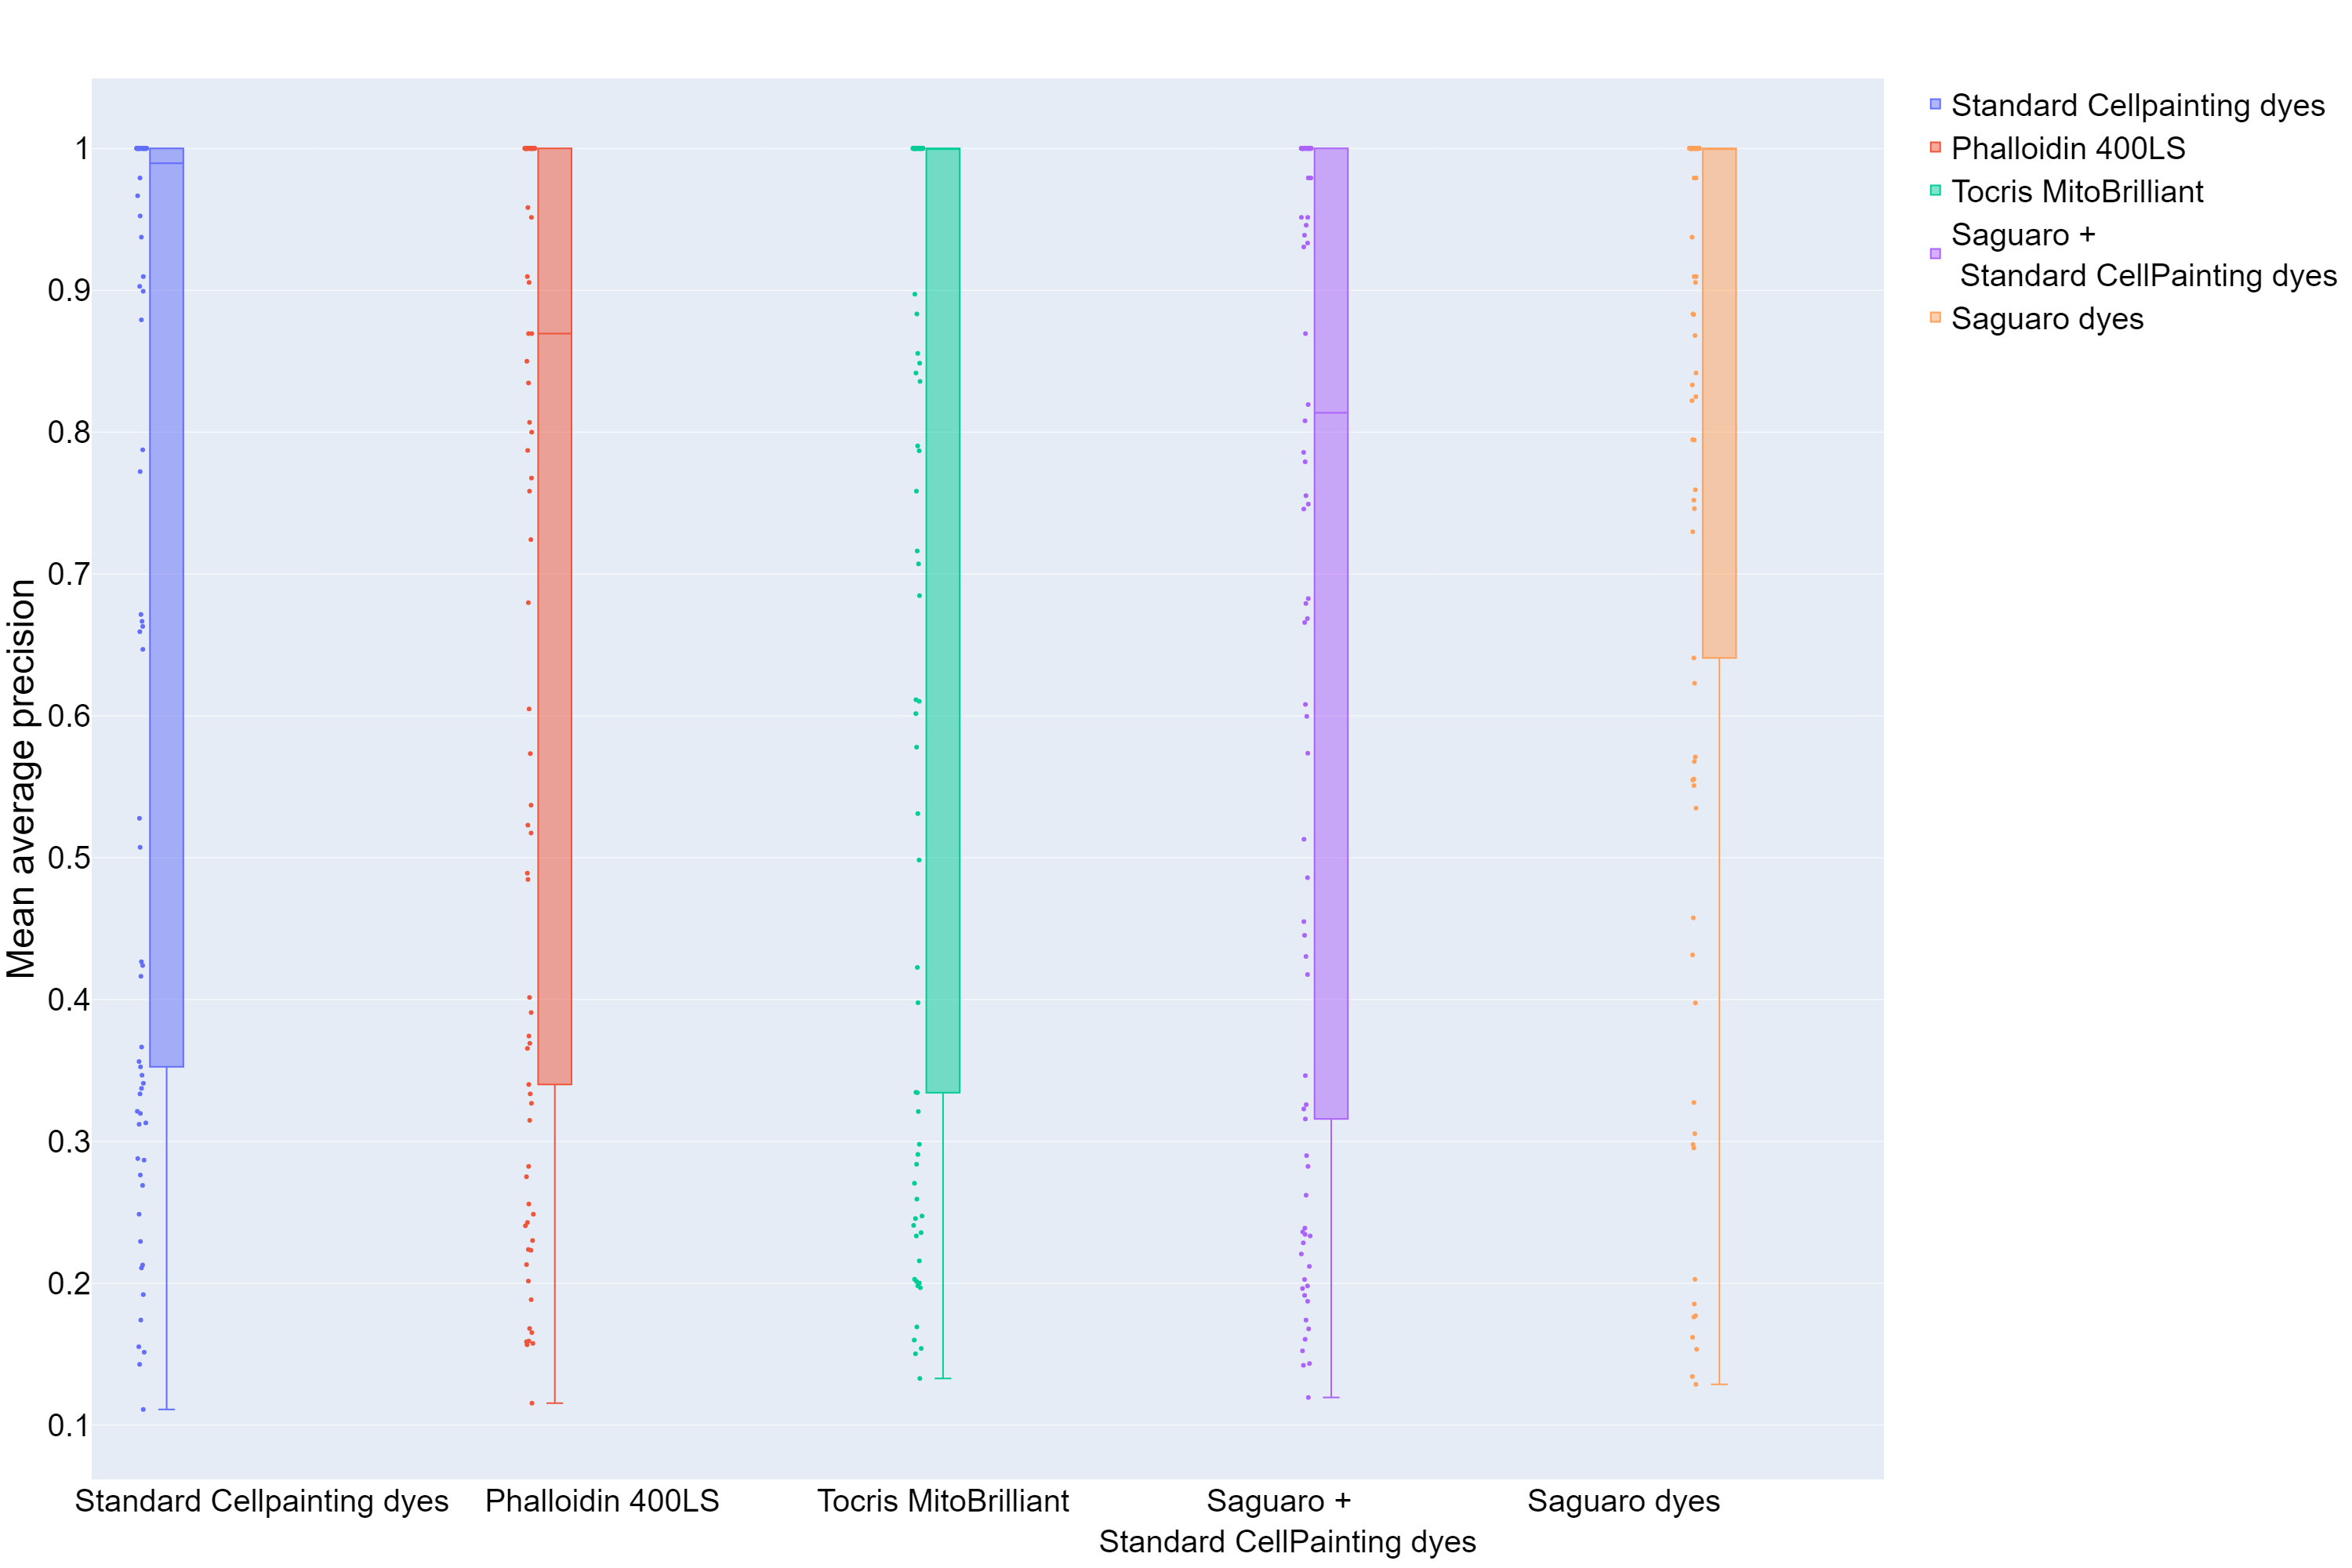 Mean average precision
1
0.9
0.8
0.7
0.6
0.5
0.4
0.3
0.2
0.1
Standard Cellpainting dyes
Phalloidin 400LS
Tocris MitoBrilliant
Saguaro +
Standard CellPainting dyes
Saguaro dyes
Standard Cellpainting dyes
Phalloidin 400LS
Tocris MitoBrilliant
Saguaro +
Standard CellPainting dyes
Saguaro dyes